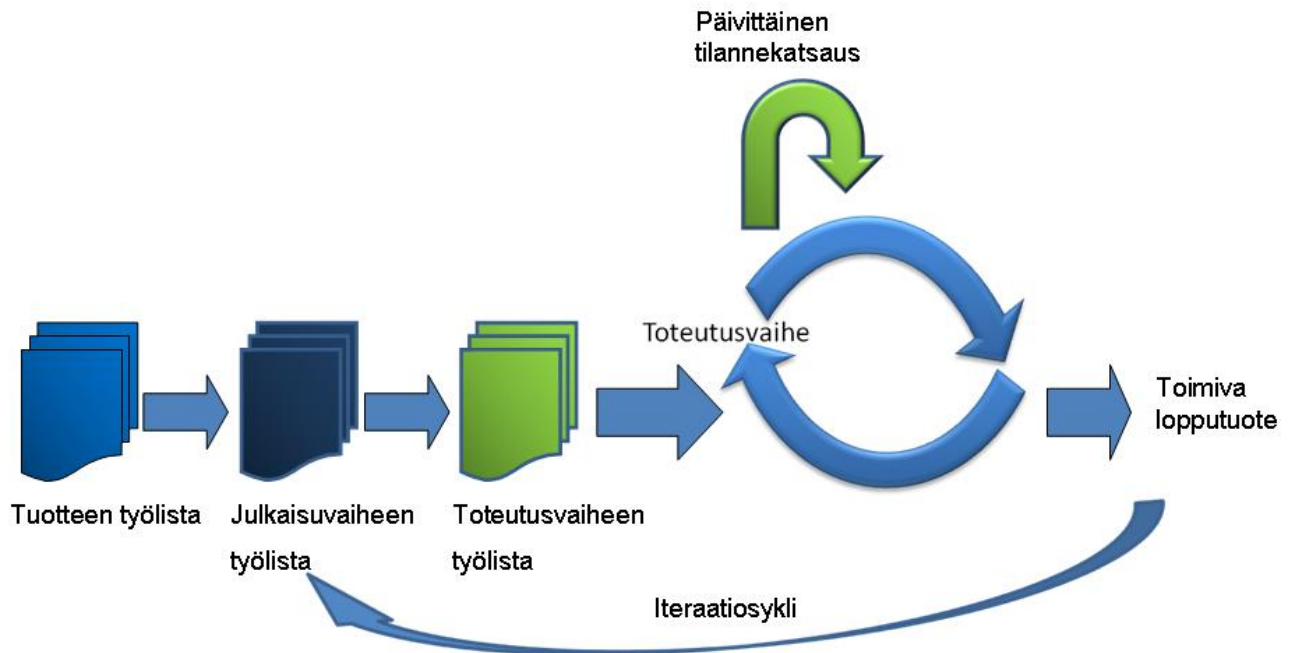 Päivittäinen
tilannekatsaus
Toteutusvaihe
Toimiva
lopputuote
Tuotteen työlista
Julkaisuvaiheen
työlista
Toteutusvaiheen
työlista
Iteraatiosykli